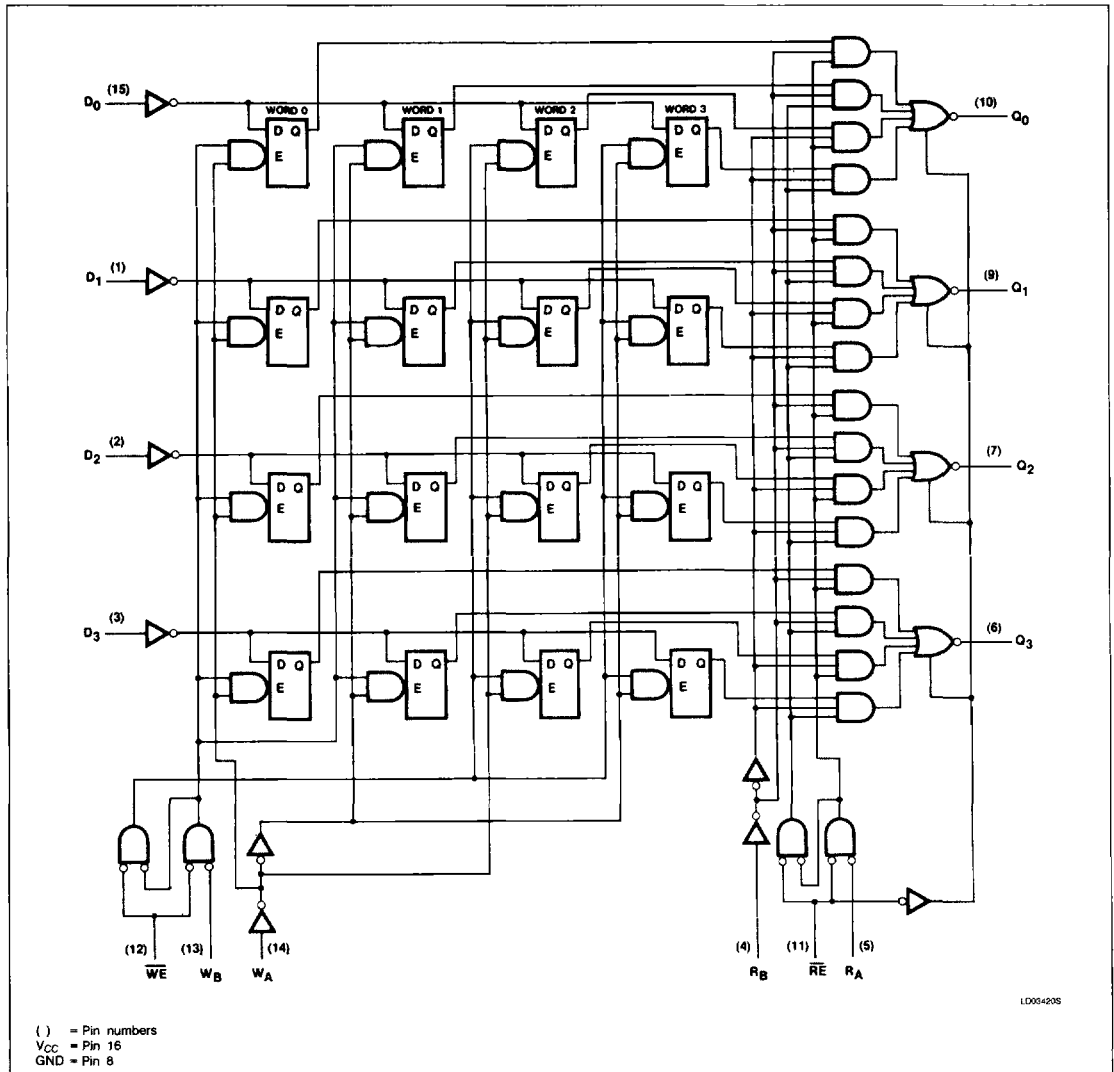 D0 (15) WORD 0 WORD 1 WORD 2 WORD 3 (10) Q0
D Q D Q D Q D Q
E E E E
D1 (1) (9) Q1
D Q D Q D Q D Q
E E E E
D2 (2) (7) Q2
D Q D Q D Q D Q
E E E E
D3 (3) (6) Q3
D Q D Q D Q D Q
E E E E
(12) (13) (14) (4) (11) (5)
W̅E̅ WB WA RB R̅E̅ RA
LD03420S
( ) = Pin numbers
VCC = Pin 16
GND = Pin 8